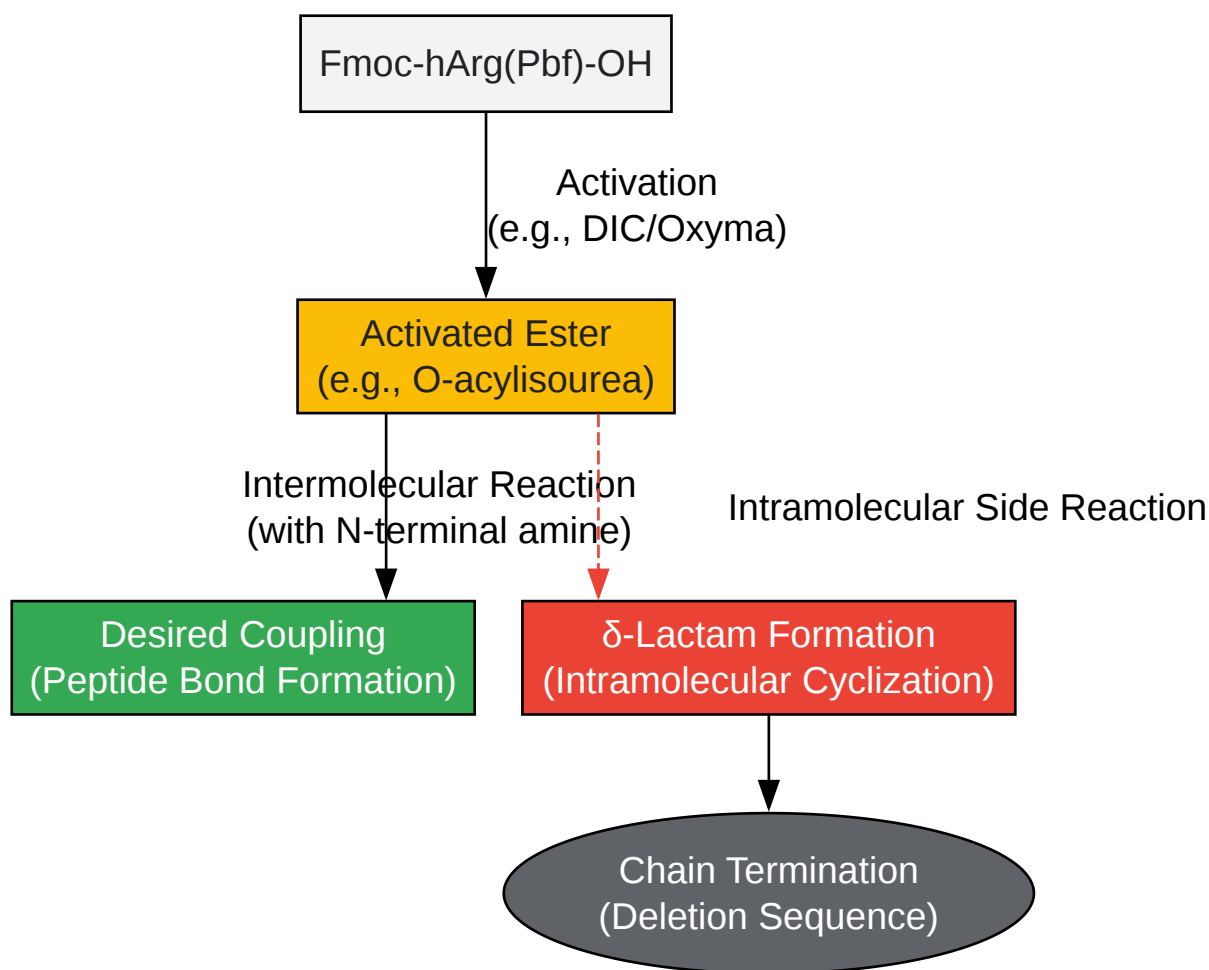 Fmoc-hArg(Pbf)-OH
Activation
(e.g., DIC/Oxyma)
Activated Ester
(e.g., O-acylisourea)
Intermolecular Reaction
(with N-terminal amine)
Intramolecular Side Reaction
Desired Coupling
(Peptide Bond Formation)
δ-Lactam Formation
(Intramolecular Cyclization)
Chain Termination
(Deletion Sequence)